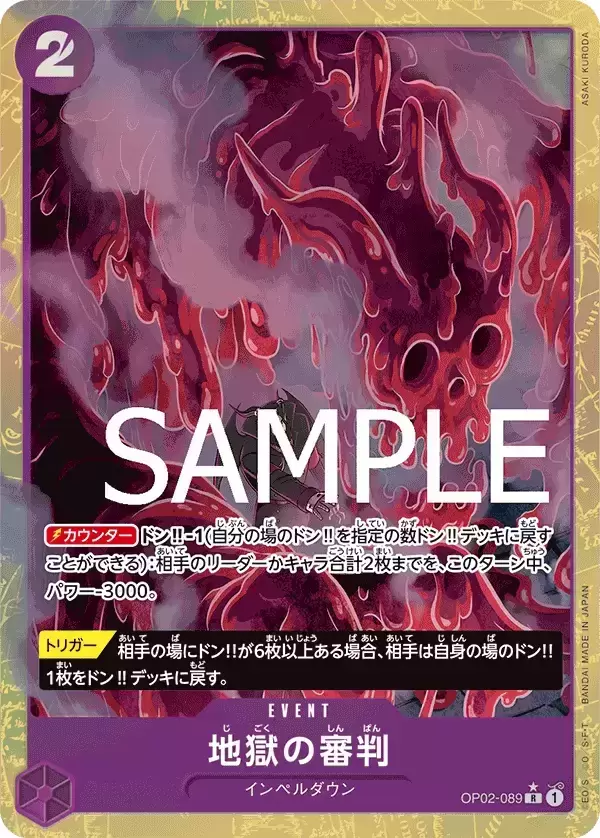 2
ASAKI KURODA
SAMPLE
カウンター ドン!!-1(自分の場のドン!!を指定の数ドン!!デッキに戻す
ことができる):相手のリーダーかキャラ合計2枚までを、このターン中、
パワー-3000。
トリガー 相手の場にドン!!が6枚以上ある場合、相手は自身の場のドン!!
1枚をドン!!デッキに戻す。
EVENT
地獄の審判
インペルダウン
OP02-089 R 1
BANDAI MADE IN JAPAN